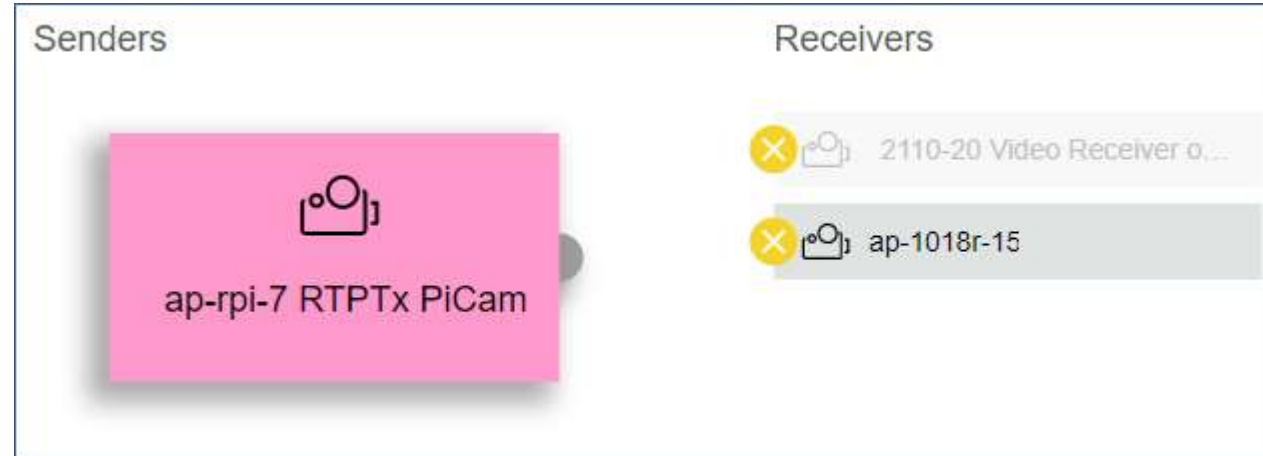 Senders
Receivers
2110-20 Video Receiver o...
ap-1018r-15
ap-rpi-7 RTPTx PiCam